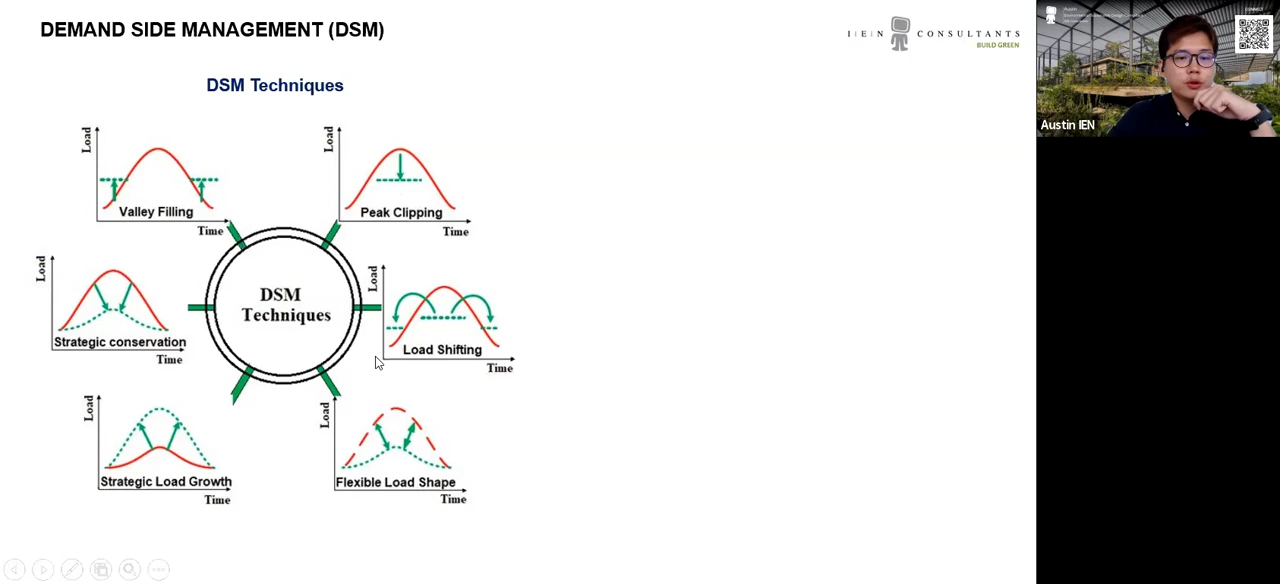 DEMAND SIDE MANAGEMENT (DSM)
I|E|N CONSULTANTS
BUILD GREEN
DSM Techniques
Load
Valley Filling
Time
Load
Peak Clipping
Time
Load
Strategic conservation
Time
DSM
Techniques
Load
Load Shifting
Time
Load
Strategic Load Growth
Time
Load
Flexible Load Shape
Time
Austin
CONNECT
Austin IEN